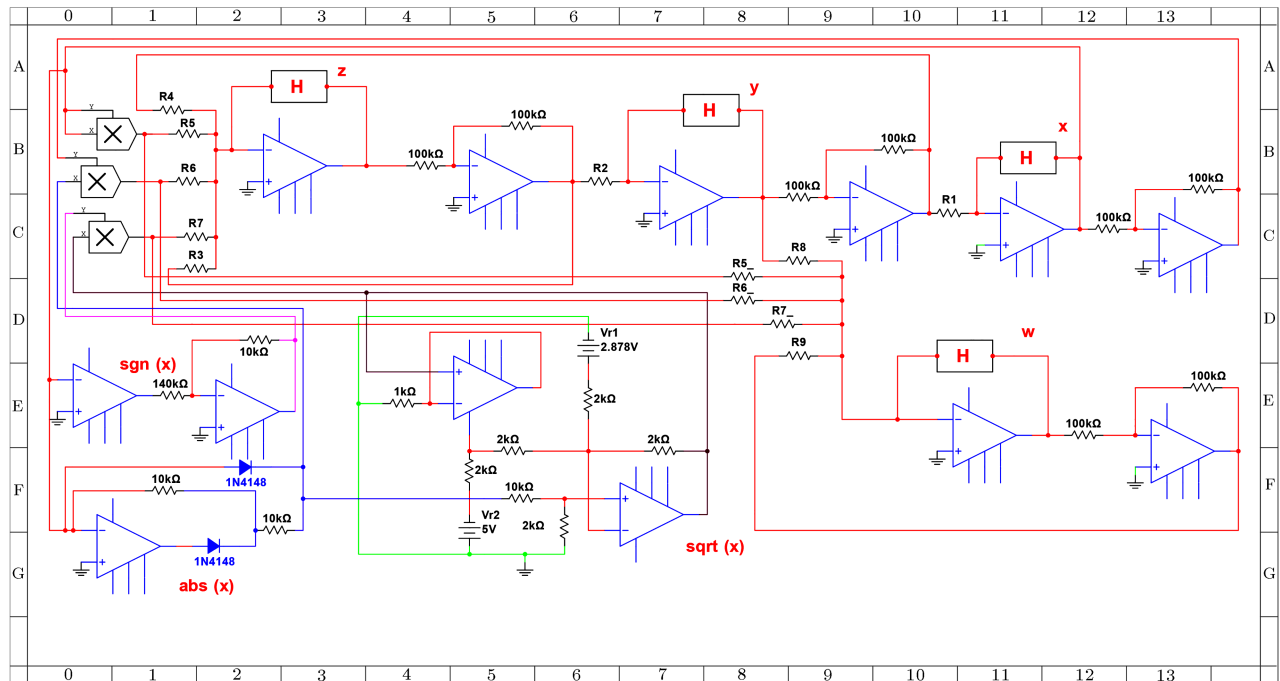 0 1 2 3 4 5 6 7 8 9 10 11 12 13
A A
H z
H y
R4
Y
R5
X
100kΩ
100kΩ
x
B B
Y
H
100kΩ
R2
X
R6
100kΩ
100kΩ
R1
Y
R7
X
100kΩ
C C
R3
R8
R5_
R6_
D D
R7_
Vr1
2.878V
w
10kΩ
sgn (x)
R9
H
140kΩ
1kΩ
2kΩ
100kΩ
E E
2kΩ
2kΩ
100kΩ
2kΩ
1N4148
10kΩ
10kΩ
F F
10kΩ
Vr2
5V
2kΩ
sqrt (x)
1N4148
G G
abs (x)
0 1 2 3 4 5 6 7 8 9 10 11 12 13